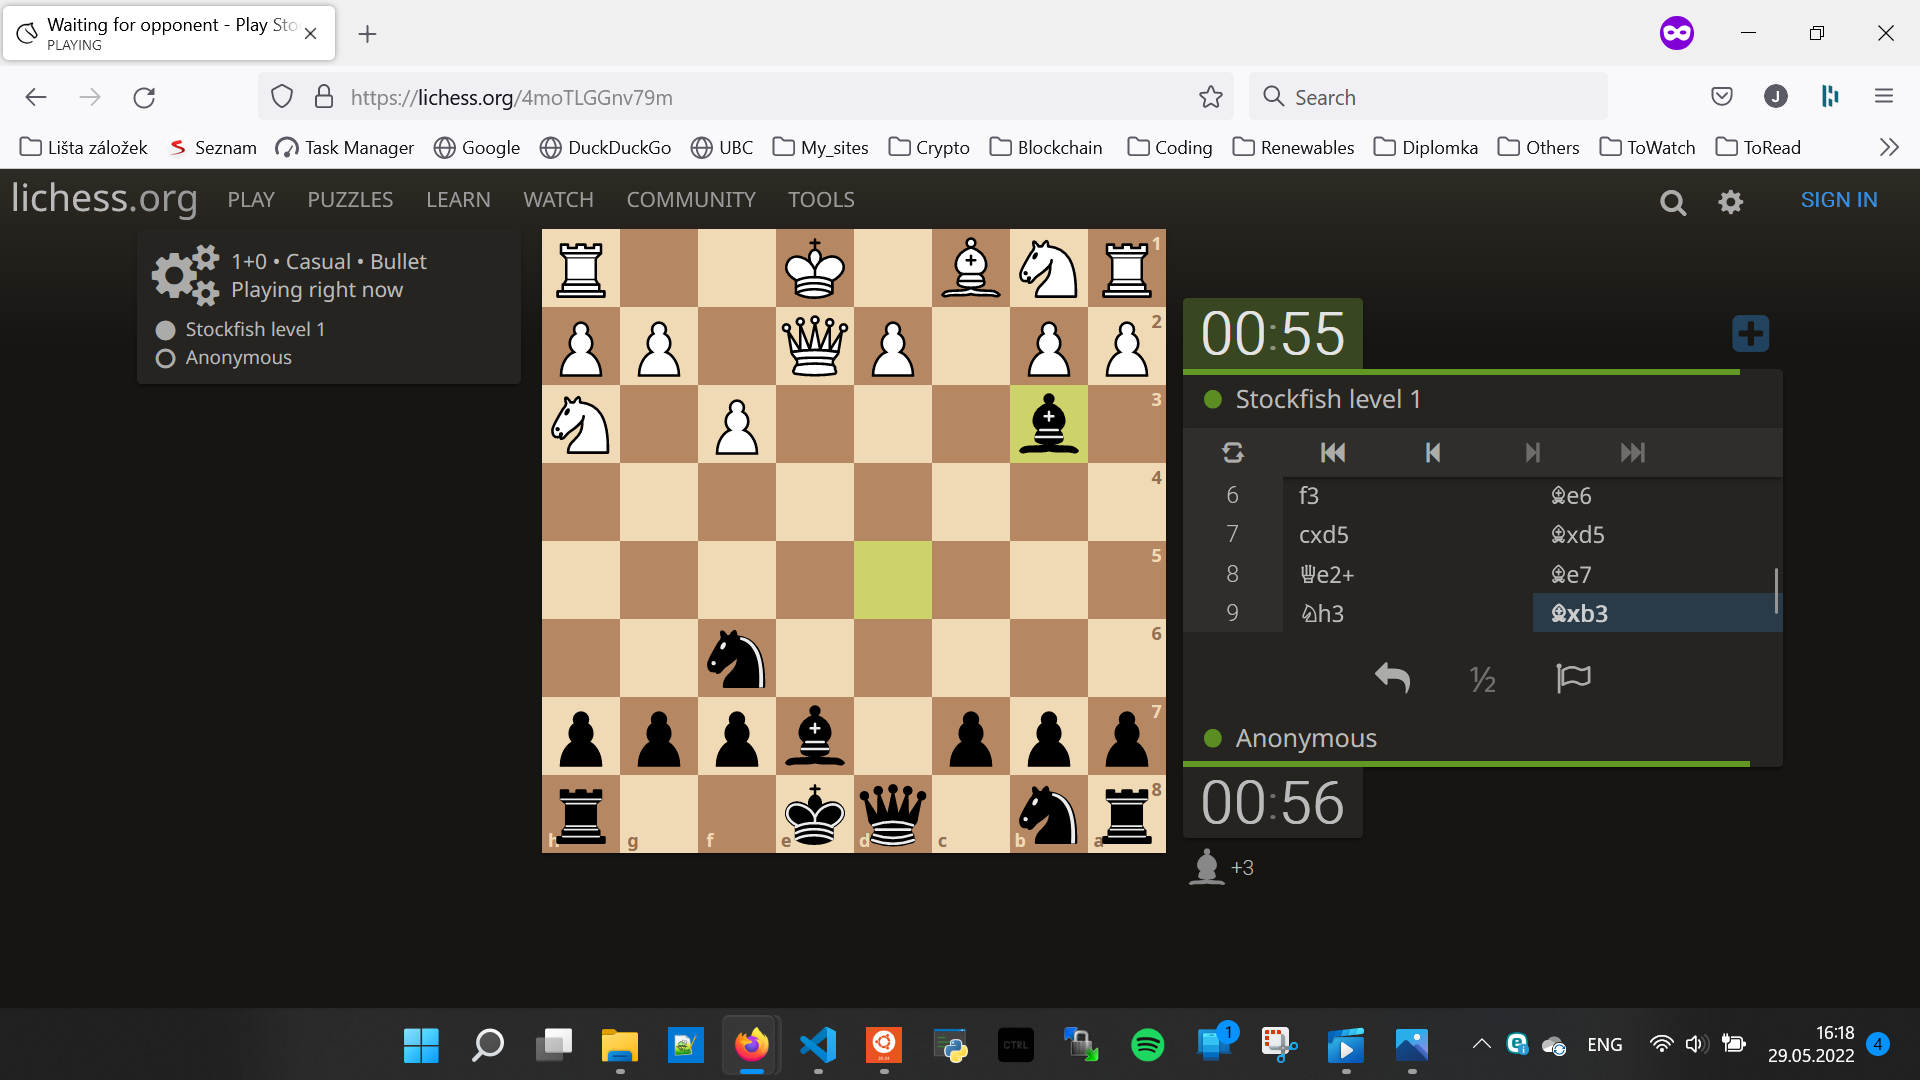 Waiting for opponent - Play Sto
PLAYING
https://lichess.org/4moTLGGnv79m
Search
J
Lišta záložek
Seznam
Task Manager
Google
DuckDuckGo
UBC
My_sites
Crypto
Blockchain
Coding
Renewables
Diplomka
Others
ToWatch
ToRead
lichess.org
PLAY
PUZZLES
LEARN
WATCH
COMMUNITY
TOOLS
SIGN IN
1+0 • Casual • Bullet
Playing right now
Stockfish level 1
Anonymous
1
2
3
4
5
6
7
8
h
g
f
e
d
c
b
a
00:55
Stockfish level 1
6 f3 ♗e6
7 cxd5 ♗xd5
8 ♕e2+ ♗e7
9 ♘h3 ♗xb3
½
Anonymous
00:56
+3
CTRL
1
ENG
16:18
29.05.2022
4